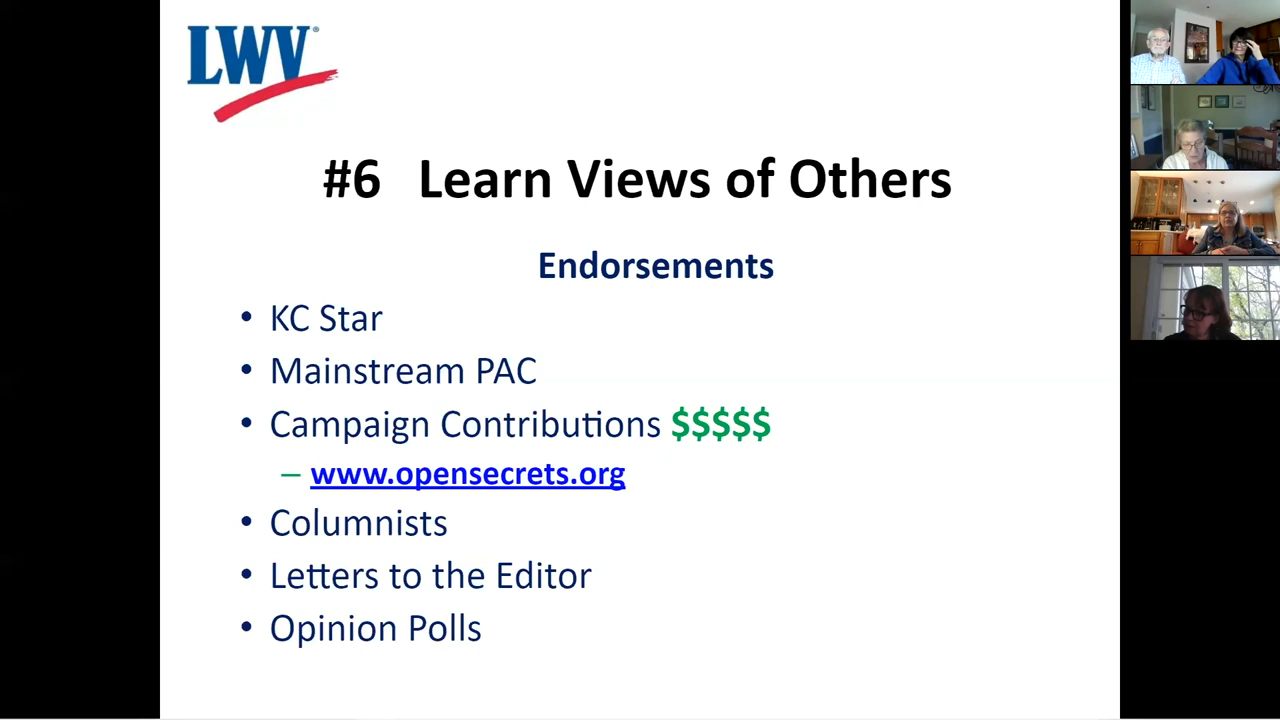 LWV®
#6 Learn Views of Others
Endorsements
• KC Star
• Mainstream PAC
• Campaign Contributions $$$$$
– www.opensecrets.org
• Columnists
• Letters to the Editor
• Opinion Polls